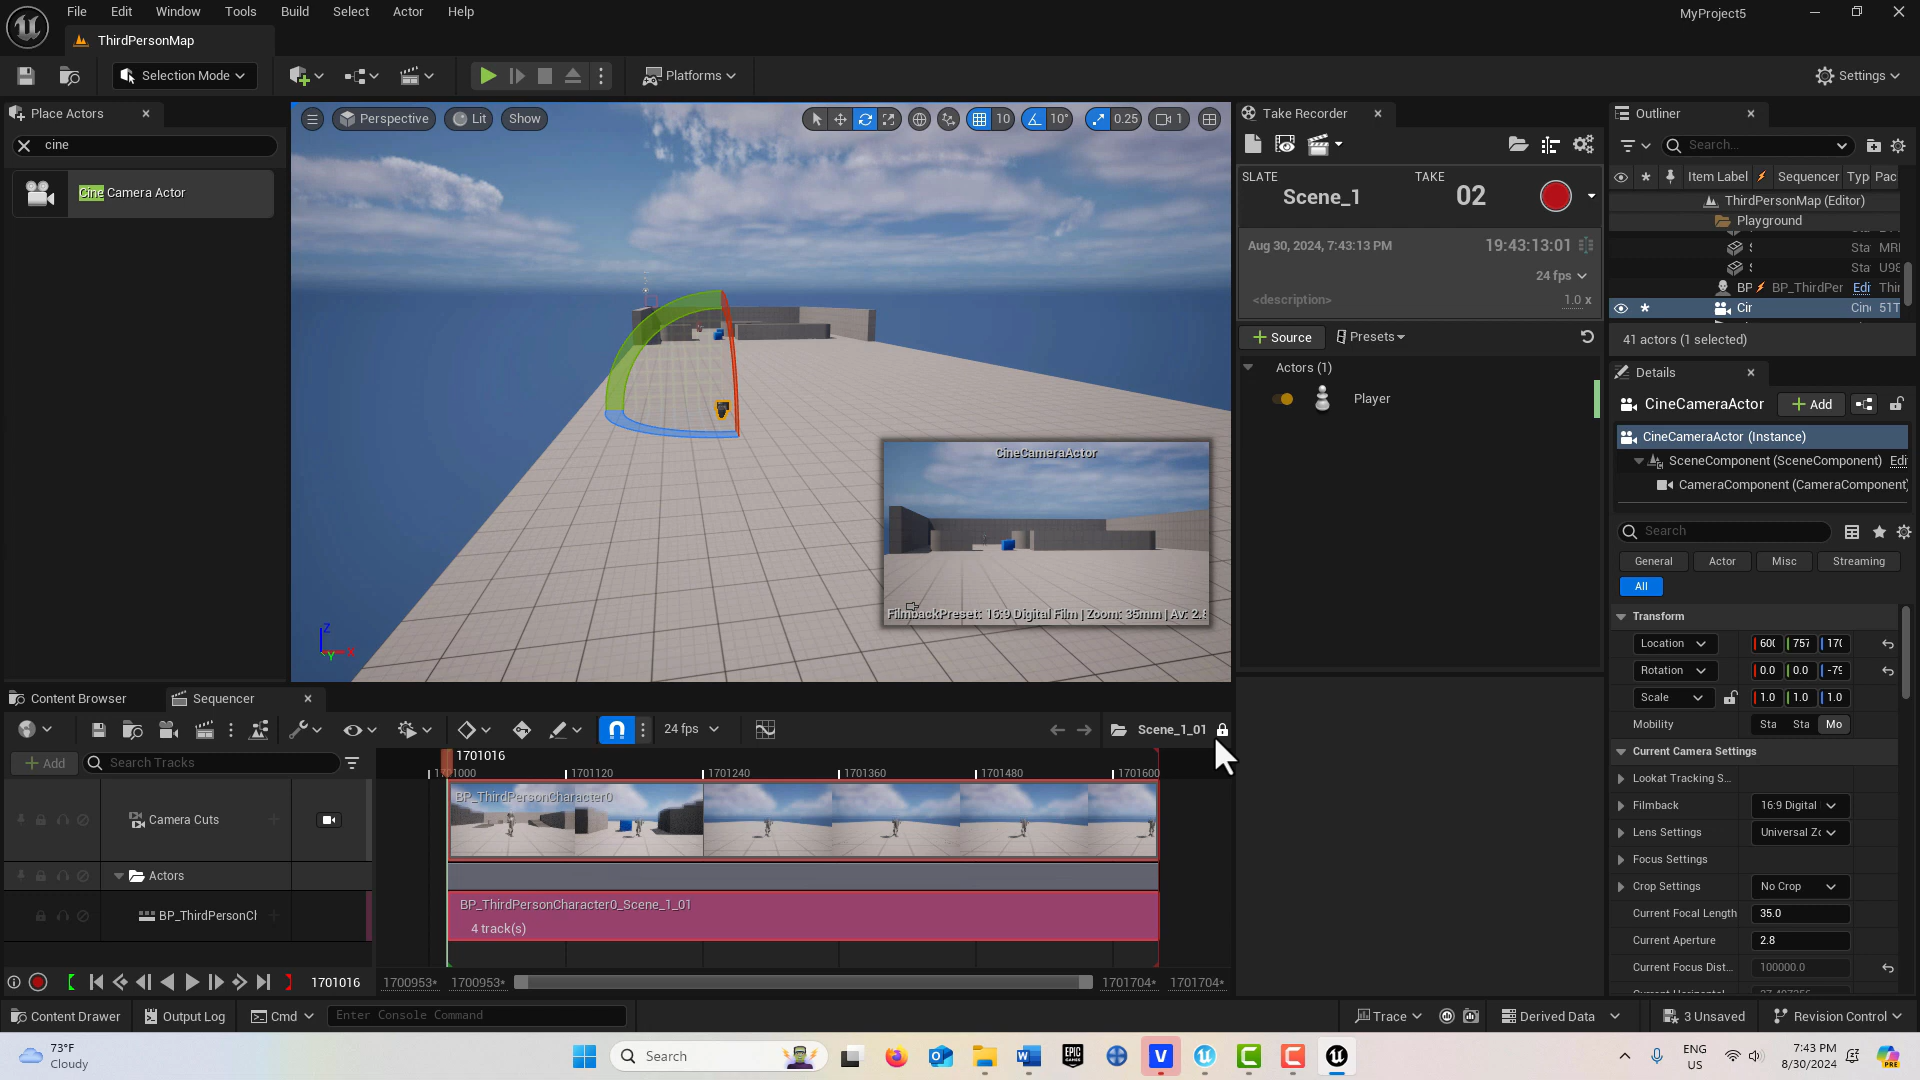 File Edit Window Tools Build Select Actor Help
MyProject5
ThirdPersonMap
Selection Mode
Platforms
Settings
Place Actors
cine
Cine Camera Actor
Perspective
Lit
Show
10
10°
0.25
1
CineCameraActor
FilmbackPreset: 16:9 Digital Film | Zoom: 35mm | Av: 2.8
Z
X
Y
Take Recorder
SLATE
Scene_1
TAKE
02
Aug 30, 2024, 7:43:13 PM
19:43:13:01
24 fps
<description>
1.0 x
Source
Presets
Actors (1)
Player
Outliner
Search...
Item Label Sequencer Typ Pac
ThirdPersonMap (Editor)
Playground
Sta MRI
Sta U98
BP BP_ThirdPer Edi Thir
Cir Cine 51T
41 actors (1 selected)
Details
CineCameraActor
Add
CineCameraActor (Instance)
SceneComponent (SceneComponent) Edi
CameraComponent (CameraComponent)
Search
General Actor Misc Streaming
All
Transform
Location 600 757 170
Rotation 0.0 0.0 -79
Scale 1.0 1.0 1.0
Mobility Sta Sta Mo
Current Camera Settings
Lookat Tracking S...
Filmback 16:9 Digital
Lens Settings Universal Zo
Focus Settings
Crop Settings No Crop
Current Focal Length 35.0
Current Aperture 2.8
Current Focus Dist... 100000.0
Content Browser
Sequencer
24 fps
Scene_1_01
Add
Search Tracks
1701016
1701000 1701120 1701240 1701360 1701480 1701600
Camera Cuts
BP_ThirdPersonCharacter0
Actors
BP_ThirdPersonCh
BP_ThirdPersonCharacter0_Scene_1_01
4 track(s)
1701016
1700953* 1700953* 1701704* 1701704*
Content Drawer
Output Log
Cmd
Enter Console Command
Trace
Derived Data
3 Unsaved
Revision Control
73°F
Cloudy
Search
EPIC GAMES
V
ENG
US
7:43 PM
8/30/2024
PRE